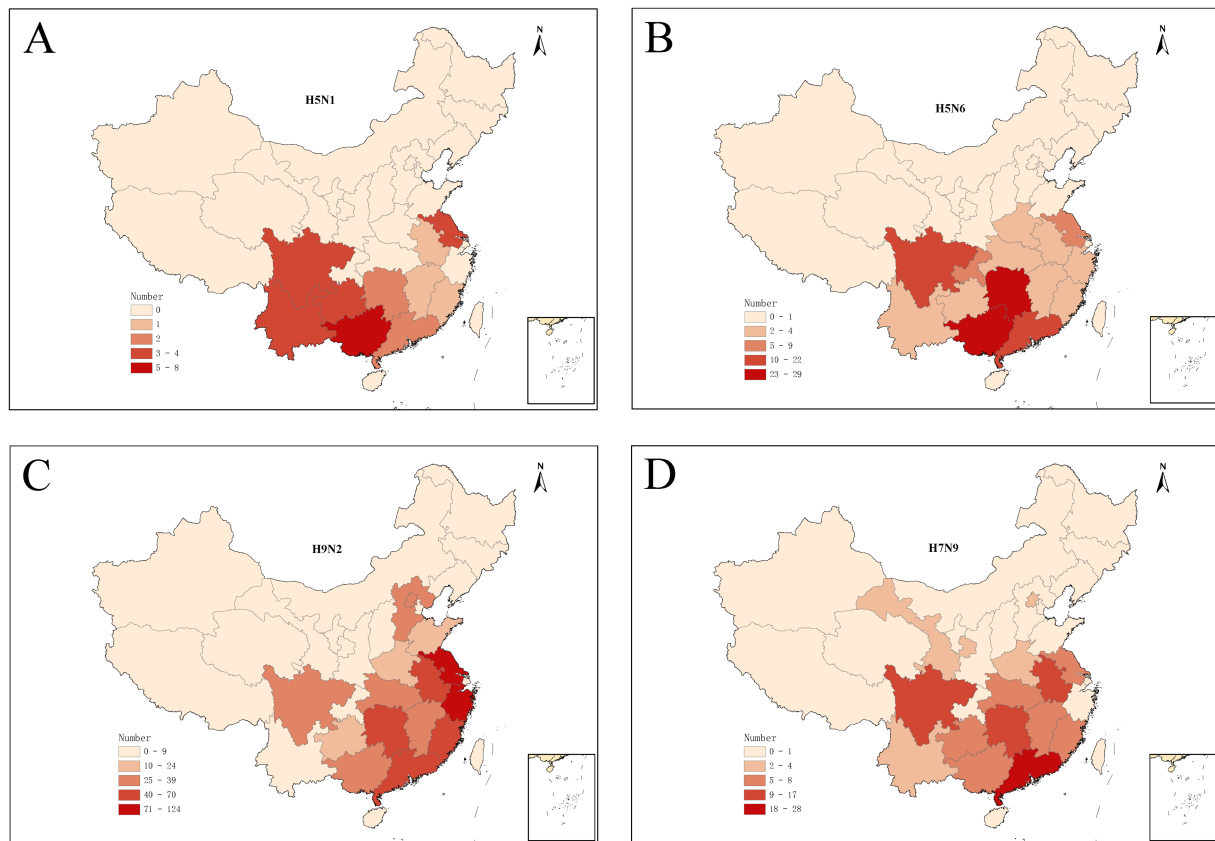 A
N
H5N1
Number
0
1
2
3 - 4
5 - 8
B
N
H5N6
Number
0 - 1
2 - 4
5 - 9
10 - 22
23 - 29
C
N
H9N2
Number
0 - 9
10 - 24
25 - 39
40 - 70
71 - 124
D
N
H7N9
Number
0 - 1
2 - 4
5 - 8
9 - 17
18 - 28